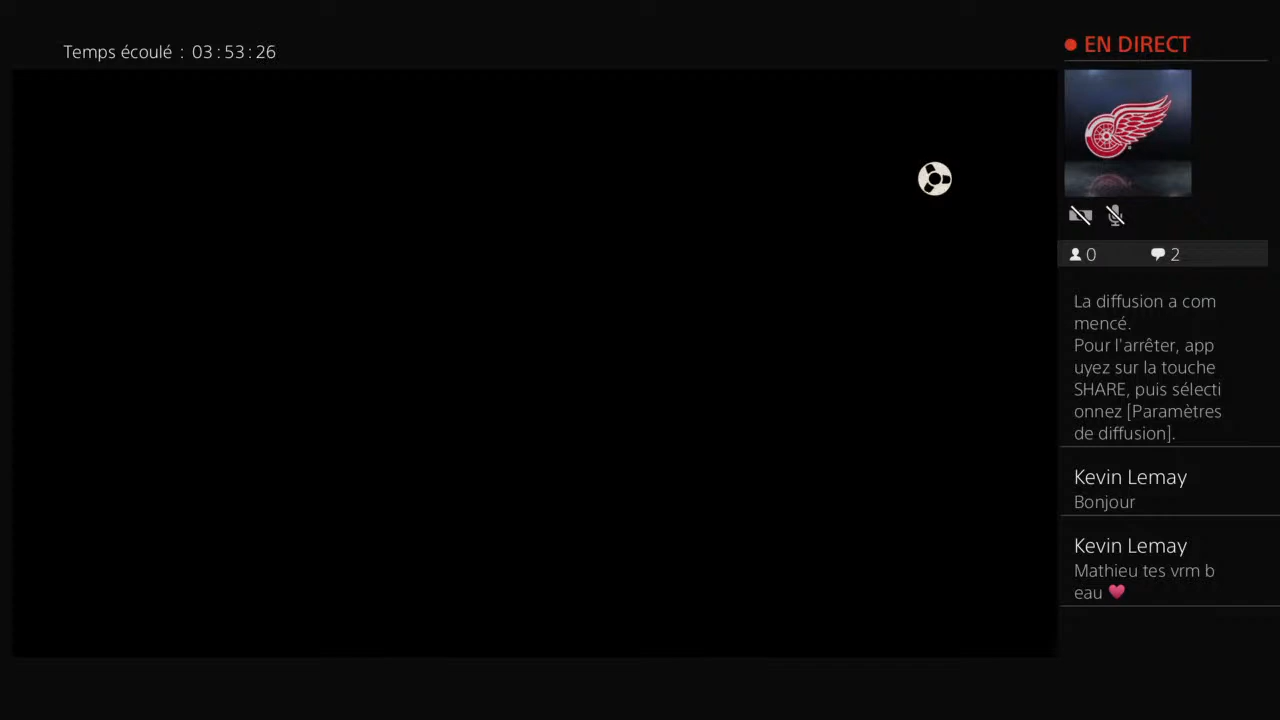 Temps écoulé : 03:53:26
EN DIRECT
0
2
La diffusion a com
mencé.
Pour l'arrêter, app
uyez sur la touche
SHARE, puis sélecti
onnez [Paramètres
de diffusion].
Kevin Lemay
Bonjour
Kevin Lemay
Mathieu tes vrm b
eau 💗